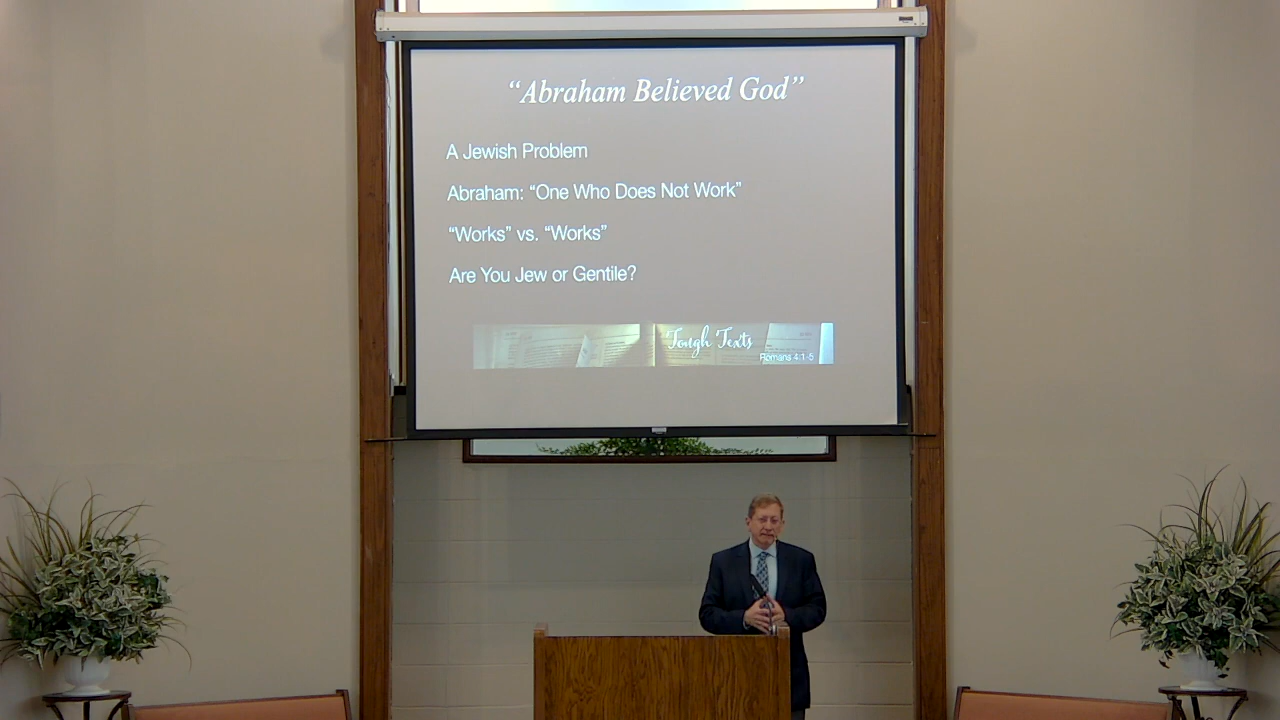 “Abraham Believed God”
A Jewish Problem
Abraham: “One Who Does Not Work”
“Works” vs. “Works”
Are You Jew or Gentile?
Tough Texts
Romans 4:1-5